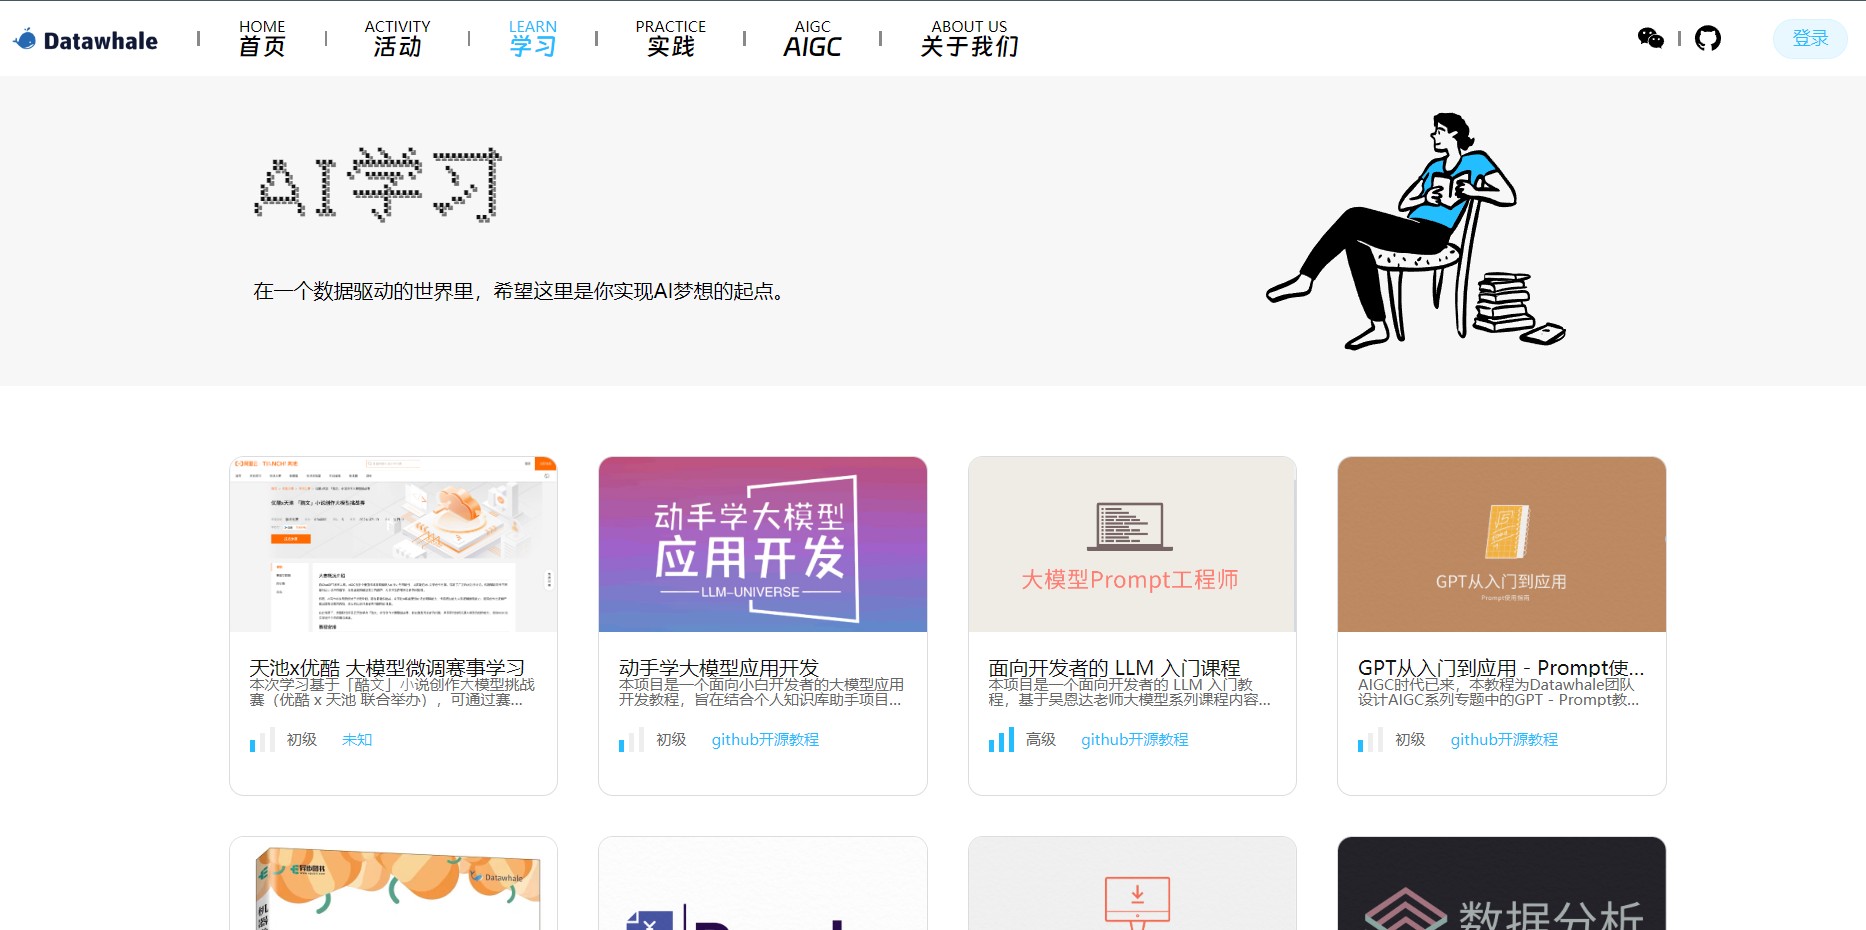 Datawhale
HOME
首页
ACTIVITY
活动
LEARN
学习
PRACTICE
实践
AIGC
AIGC
ABOUT US
关于我们
登录
AI学习
在一个数据驱动的世界里，希望这里是你实现AI梦想的起点。
动手学大模型
应用开发
LLM-UNIVERSE
大模型Prompt工程师
GPT从入门到应用
Prompt使用指南
天池x优酷 大模型微调赛事学习
本次学习基于「酷文」小说创作大模型挑战
赛（优酷 x 天池 联合举办），可通过赛...
初级 未知
动手学大模型应用开发
本项目是一个面向小白开发者的大模型应用
开发教程，旨在结合个人知识库助手项目...
初级 github开源教程
面向开发者的 LLM 入门课程
本项目是一个面向开发者的 LLM 入门教
程，基于吴恩达老师大模型系列课程内容...
高级 github开源教程
GPT从入门到应用 - Prompt使...
AIGC时代已来，本教程为Datawhale团队
设计AIGC系列专题中的GPT - Prompt教...
初级 github开源教程
异步图书
Datawhale
机器
数据分析